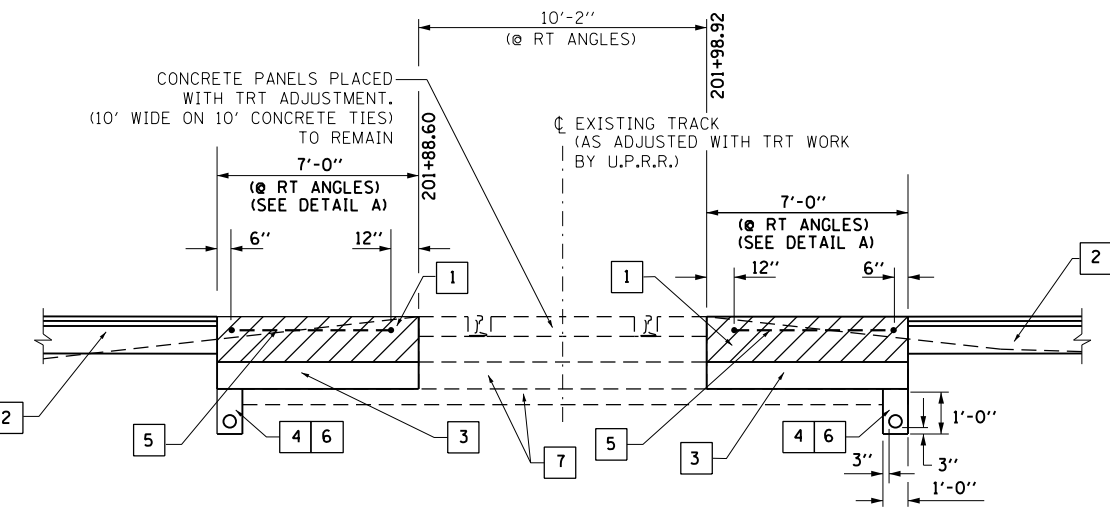 10'-2"
(@ RT ANGLES)
201+98.92
CONCRETE PANELS PLACED
WITH TRT ADJUSTMENT.
(10' WIDE ON 10' CONCRETE TIES)
TO REMAIN
℄ EXISTING TRACK
(AS ADJUSTED WITH TRT WORK
BY U.P.R.R.)
201+88.60
7'-0"
(@ RT ANGLES)
(SEE DETAIL A)
7'-0"
(@ RT ANGLES)
(SEE DETAIL A)
6"
12"
12"
6"
1
1
2
2
5
4 6
3
7
5
3
4 6
1'-0"
3"
3"
1'-0"